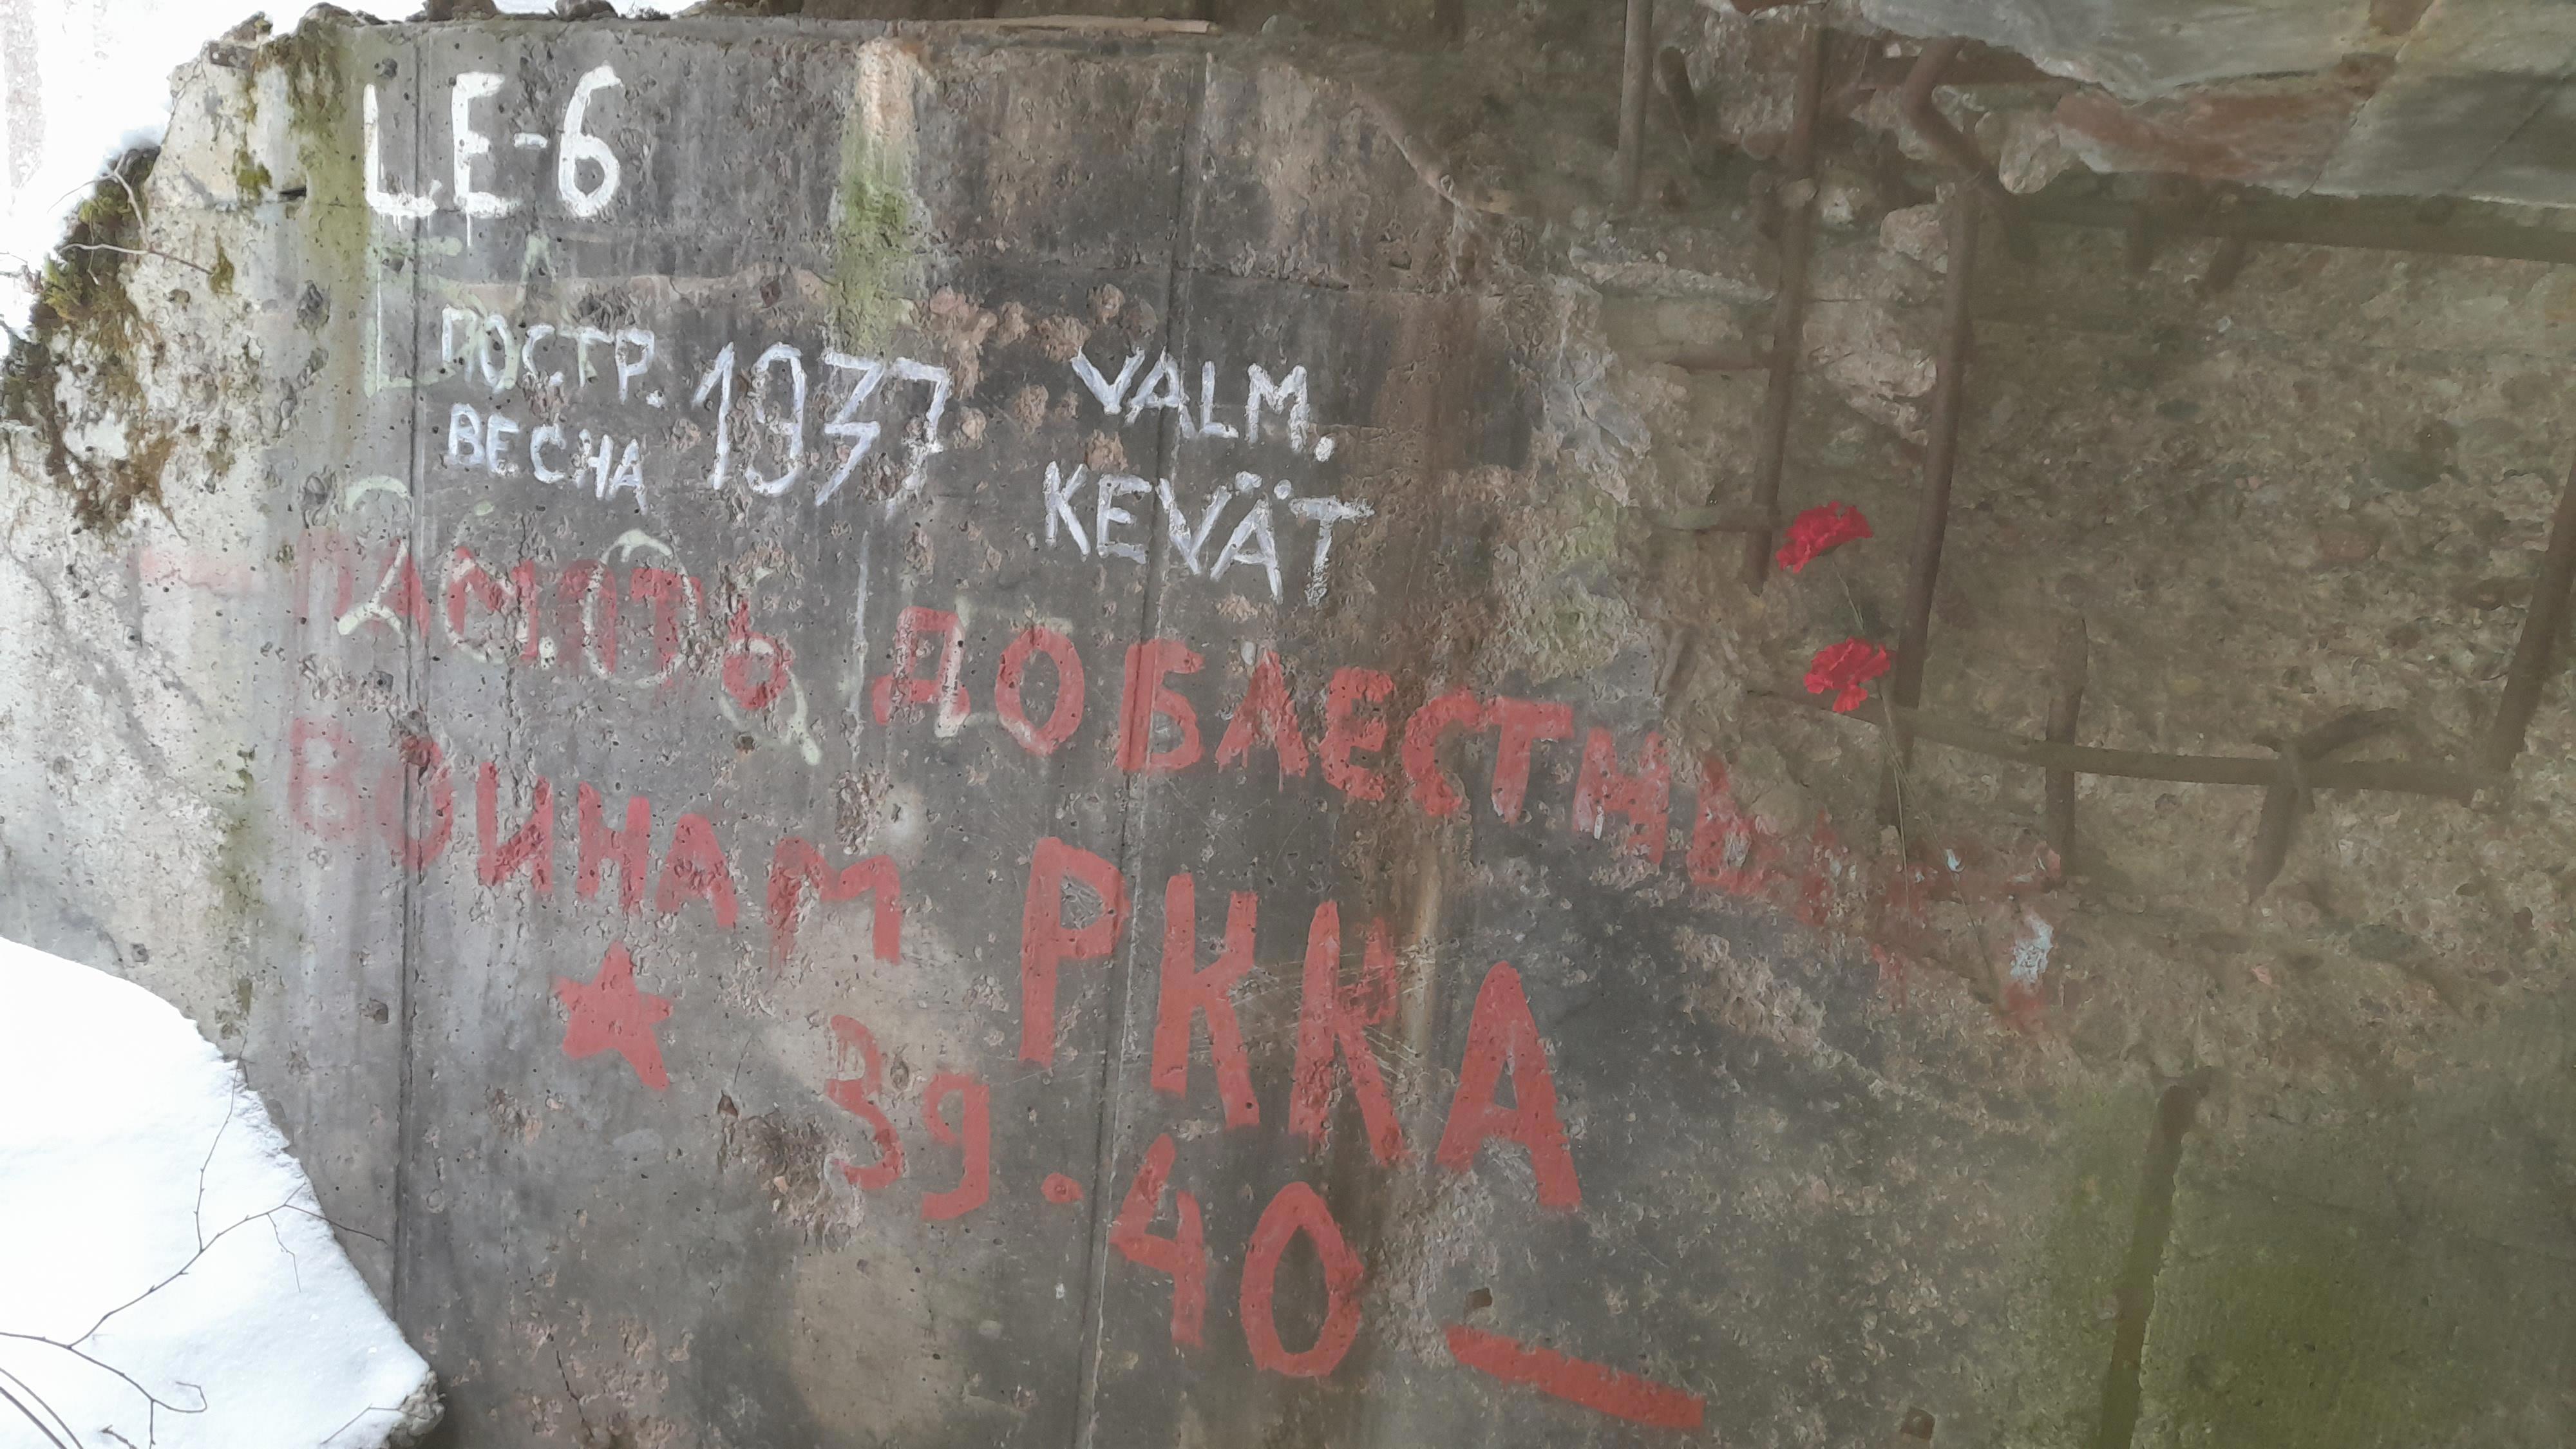 LE-6
ПОСТР. 1937 VALM.
ВЕСНА KEVÄT
ПАМЯТЬ ДОБЛЕСТНЫМ
ВОИНАМ РККА
★ 39.40